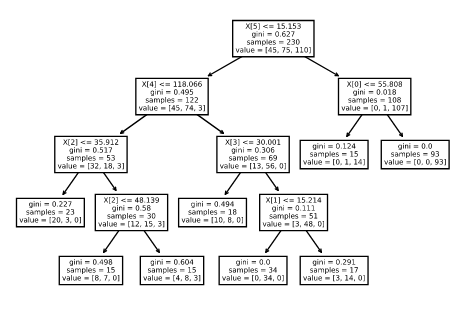 X[5] <= 15.153
gini = 0.627
samples = 230
value = [45, 75, 110]
X[4] <= 118.066
gini = 0.495
samples = 122
value = [45, 74, 3]
X[0] <= 55.808
gini = 0.018
samples = 108
value = [0, 1, 107]
X[2] <= 35.912
gini = 0.517
samples = 53
value = [32, 18, 3]
X[3] <= 30.001
gini = 0.306
samples = 69
value = [13, 56, 0]
gini = 0.124
samples = 15
value = [0, 1, 14]
gini = 0.0
samples = 93
value = [0, 0, 93]
gini = 0.227
samples = 23
value = [20, 3, 0]
X[2] <= 48.139
gini = 0.58
samples = 30
value = [12, 15, 3]
gini = 0.494
samples = 18
value = [10, 8, 0]
X[1] <= 15.214
gini = 0.111
samples = 51
value = [3, 48, 0]
gini = 0.498
samples = 15
value = [8, 7, 0]
gini = 0.604
samples = 15
value = [4, 8, 3]
gini = 0.0
samples = 34
value = [0, 34, 0]
gini = 0.291
samples = 17
value = [3, 14, 0]